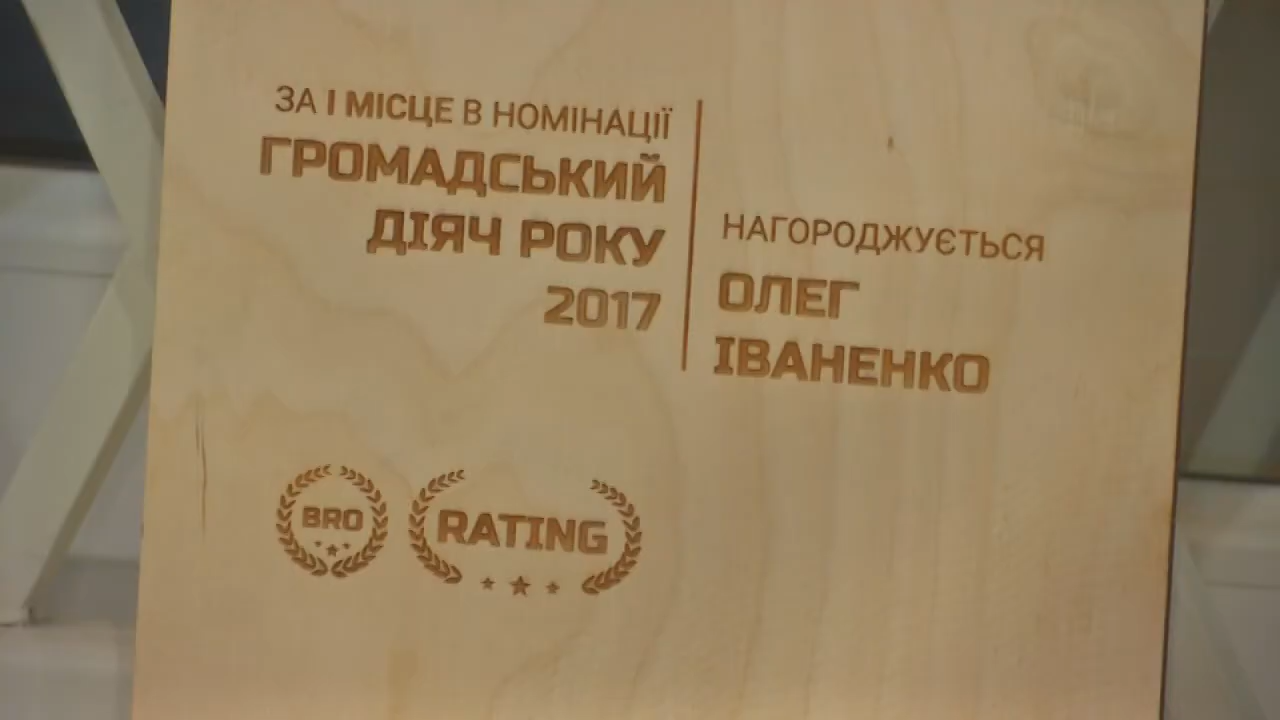 ЗА І МІСЦЕ В НОМІНАЦІЇ
ГРОМАДСЬКИЙ
ДІЯЧ РОКУ
2017
НАГОРОДЖУЄТЬСЯ
ОЛЕГ
ІВАНЕНКО
BRO
RATING